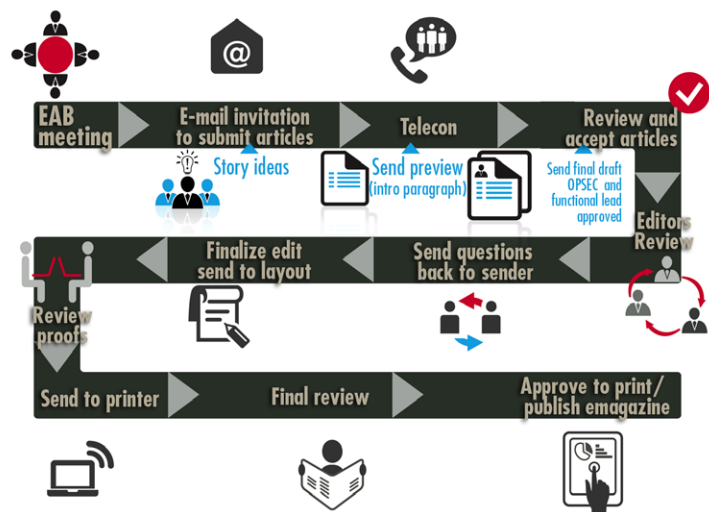 EAB
meeting
E-mail invitation
to submit articles
Telecon
Review and
accept articles
Story ideas
Send preview
(intro paragraph)
Send final draft
OPSEC and
functional lead
approved
Editors
Review
Send questions
back to sender
Finalize edit
send to layout
Review
proofs
Send to printer
Final review
Approve to print/
publish emagazine
@